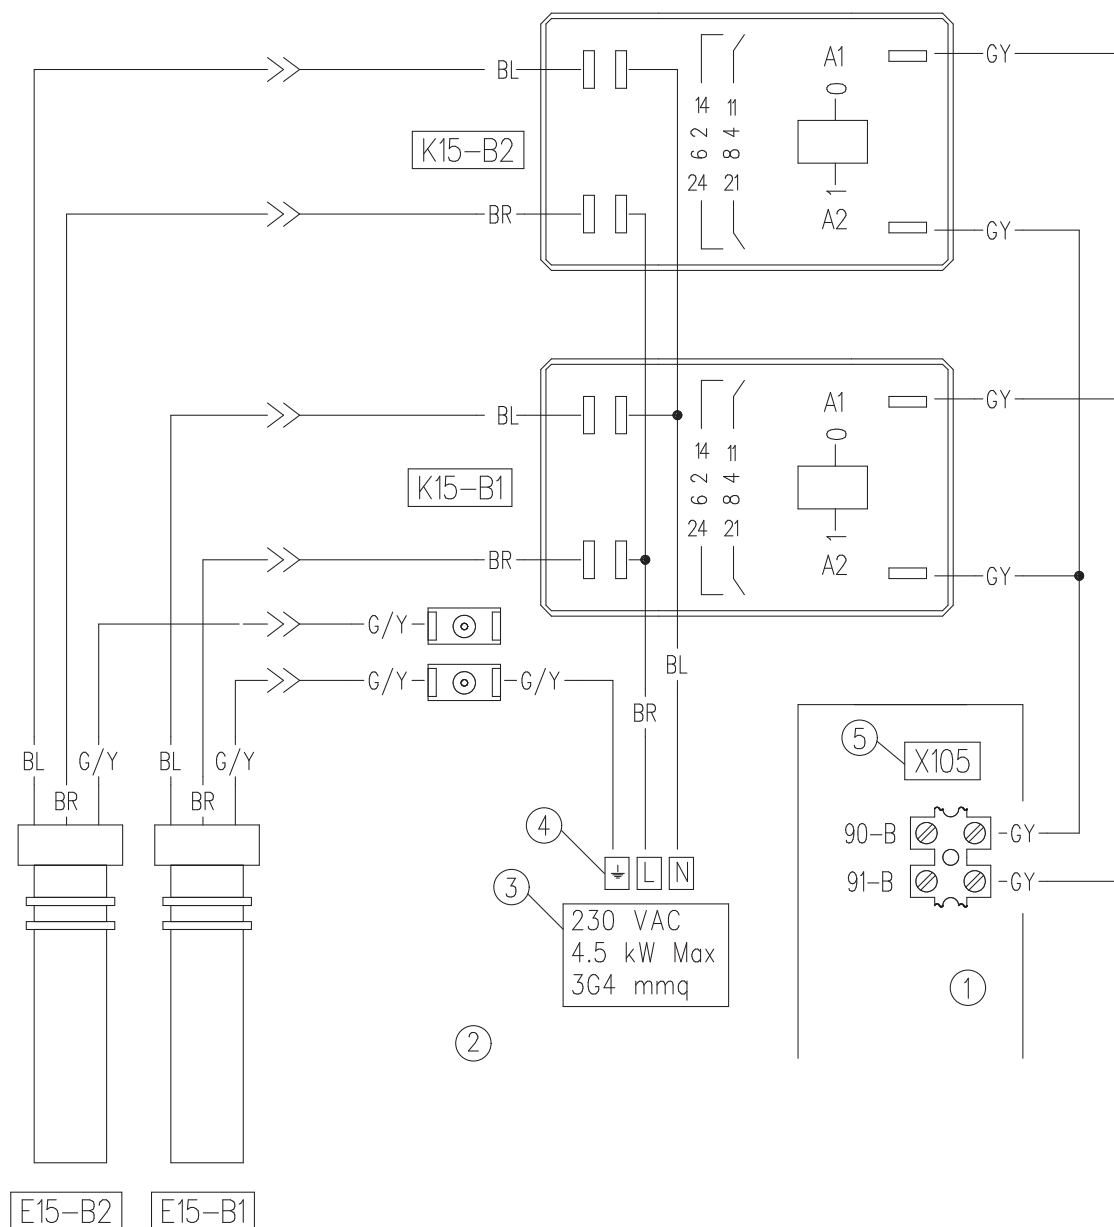 BL
A1
GY
0
14 11
2 4
6 8
24 21
K15-B2
1
BR
A2
GY
A1
GY
BL
0
14 11
2 4
6 8
24 21
K15-B1
1
BR
A2
GY
G/Y
BL
G/Y
G/Y
BR
5
X105
BL
G/Y
BL
G/Y
BR
BR
4
90-B
-GY
L
N
91-B
-GY
3
230 VAC
4.5 kW Max
3G4 mmq
1
2
E15-B2
E15-B1